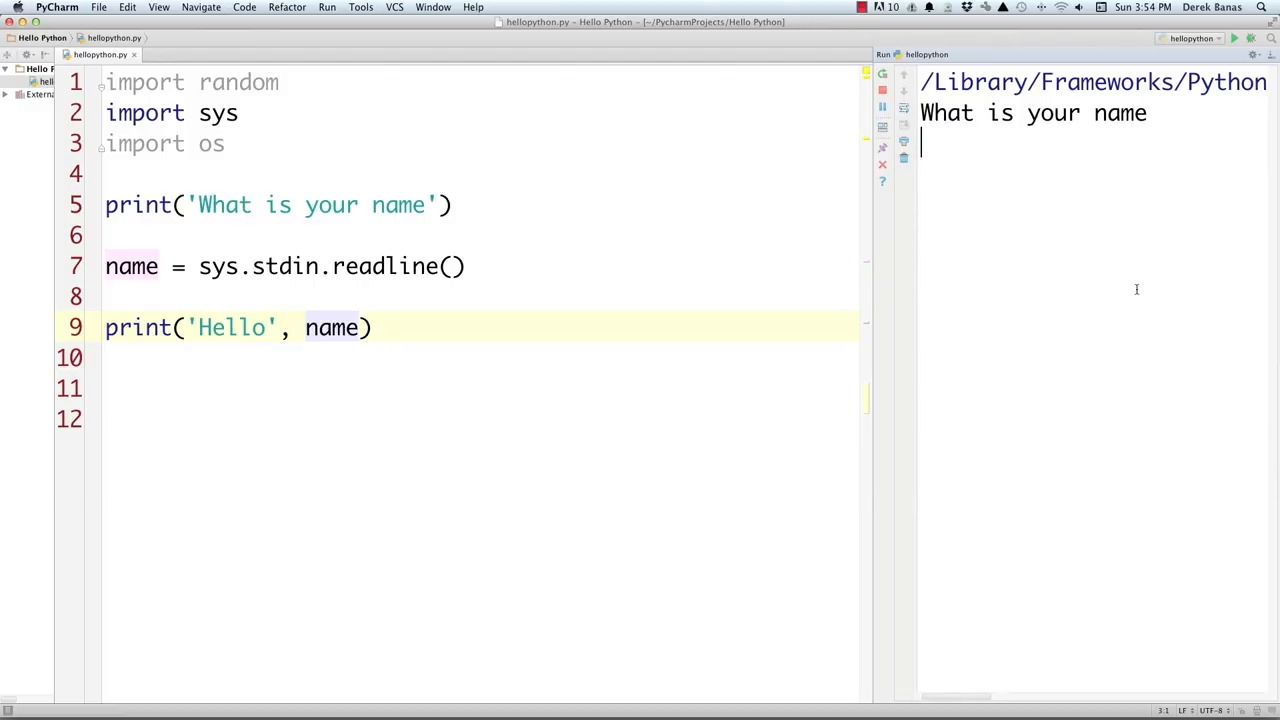 PyCharm File Edit View Navigate Code Refactor Run Tools VCS Window Help 10 Sun 3:54 PM Derek Banas
hellopython.py – Hello Python – [~/PycharmProjects/Hello Python]
Hello Python hellopython.py hellopython
hellopython.py Run hellopython
Hello P
hell
Externa
1 import random
2 import sys
3 import os
4
5 print('What is your name')
6
7 name = sys.stdin.readline()
8
9 print('Hello', name)
10
11
12
/Library/Frameworks/Python
What is your name
3:1 LF UTF-8